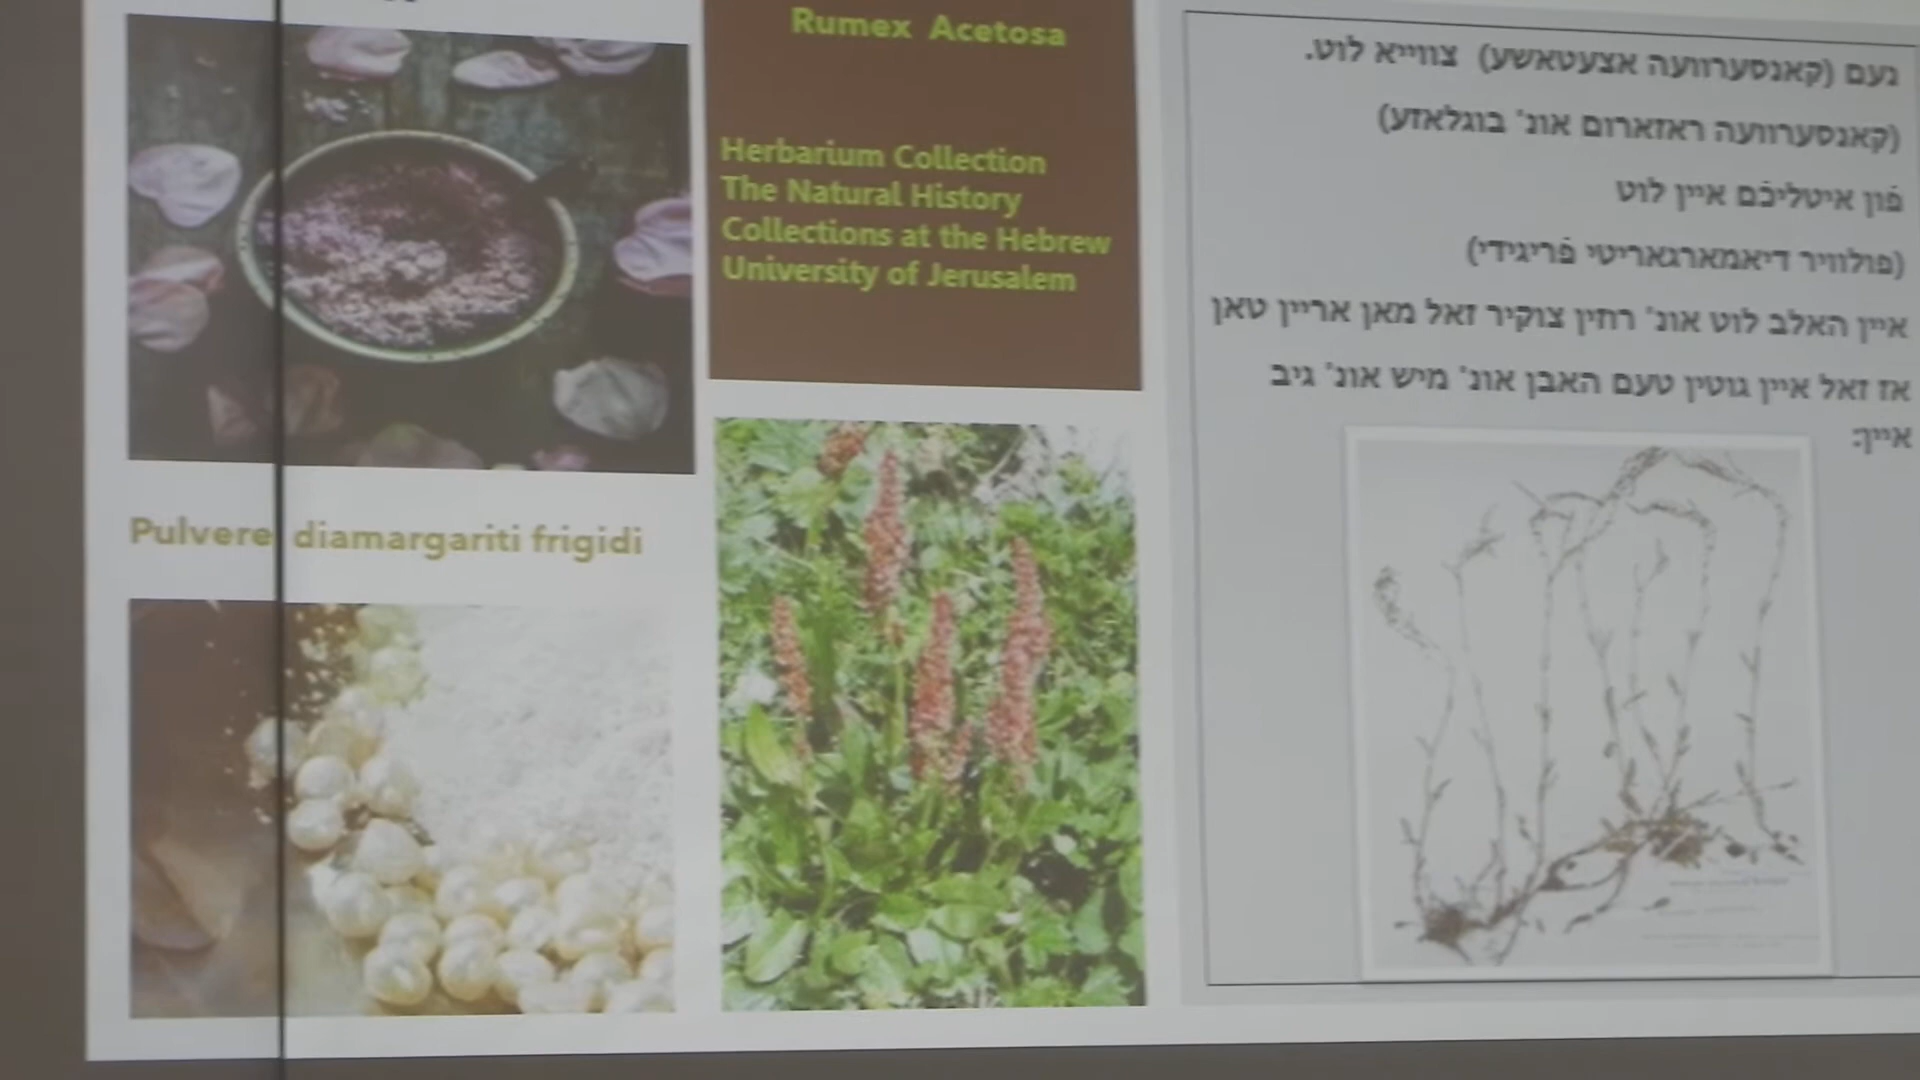 Rumex Acetosa
Herbarium Collection
The Natural History
Collections at the Hebrew
University of Jerusalem
Pulvere diamargariti frigidi
נעם (קאנסערוועה אצעטאשע) צווייא לוט.
(קאנסערוועה ראזארום אונ' בוגלאזע)
פֿון איטליכֿם איין לוט
(פולוויר דיאמארגאריטי פֿריגידי)
איין האלב לוט אונ' רתין צוקיר זאל מאן אריין טאן
אז זאל איין גוטין טעם האבן אונ' מיש אונ' גיב
איין: